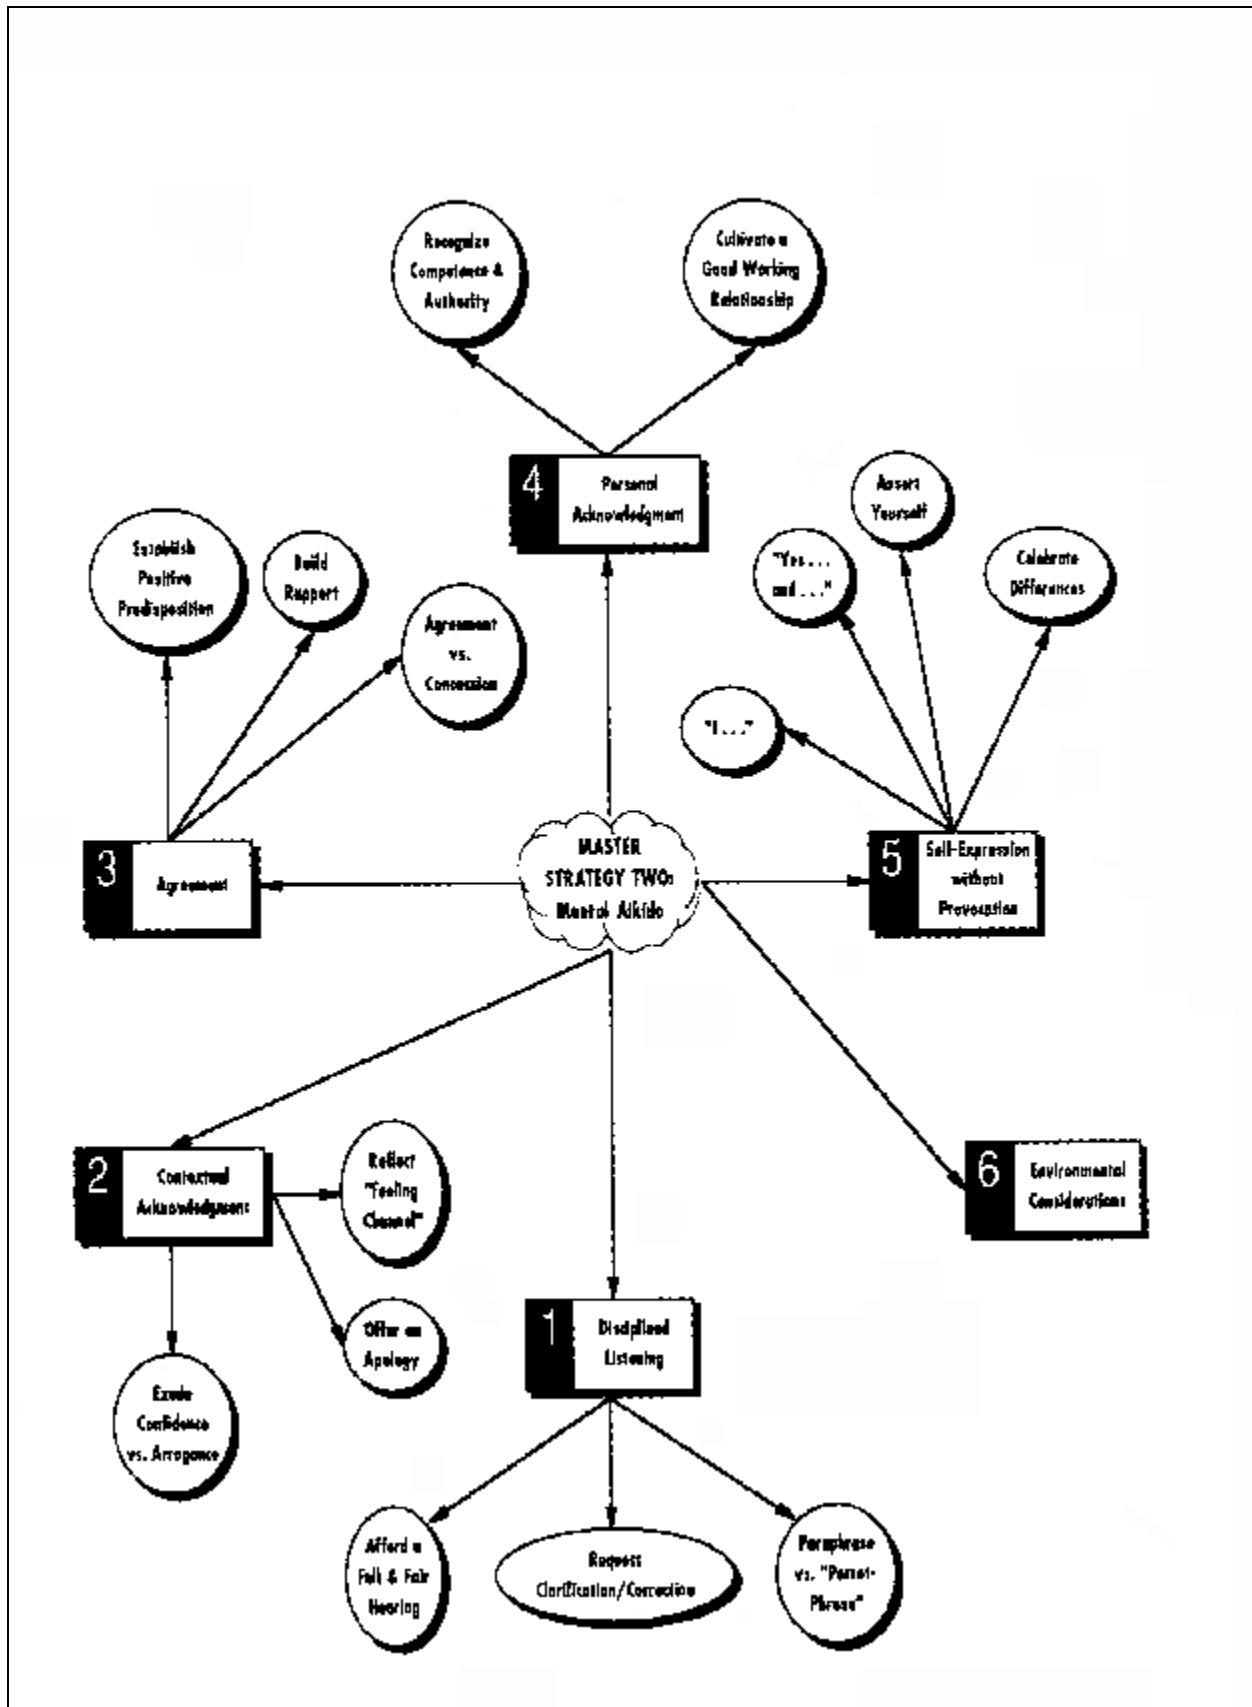 Recognize
Competence &
Authority
Cultivate a
Good Working
Relationship
4
Personal
Acknowledgment
Establish
Positive
Predisposition
Build
Rapport
Agreement
vs.
Concession
3
Agreement
"I . . ."
"Yes . . .
and . . ."
Assert
Yourself
Celebrate
Differences
5
Self-Expression
without
Provocation
MASTER
STRATEGY TWO:
Mental Aikido
2
Contextual
Acknowledgment
Reflect
"Feeling
Channel"
Offer an
Apology
Exude
Confidence
vs. Arrogance
6
Environmental
Considerations
1
Disciplined
Listening
Afford a
Full & Fair
Hearing
Request
Clarification/Correction
Paraphrase
vs. "Parrot-
Phrase"